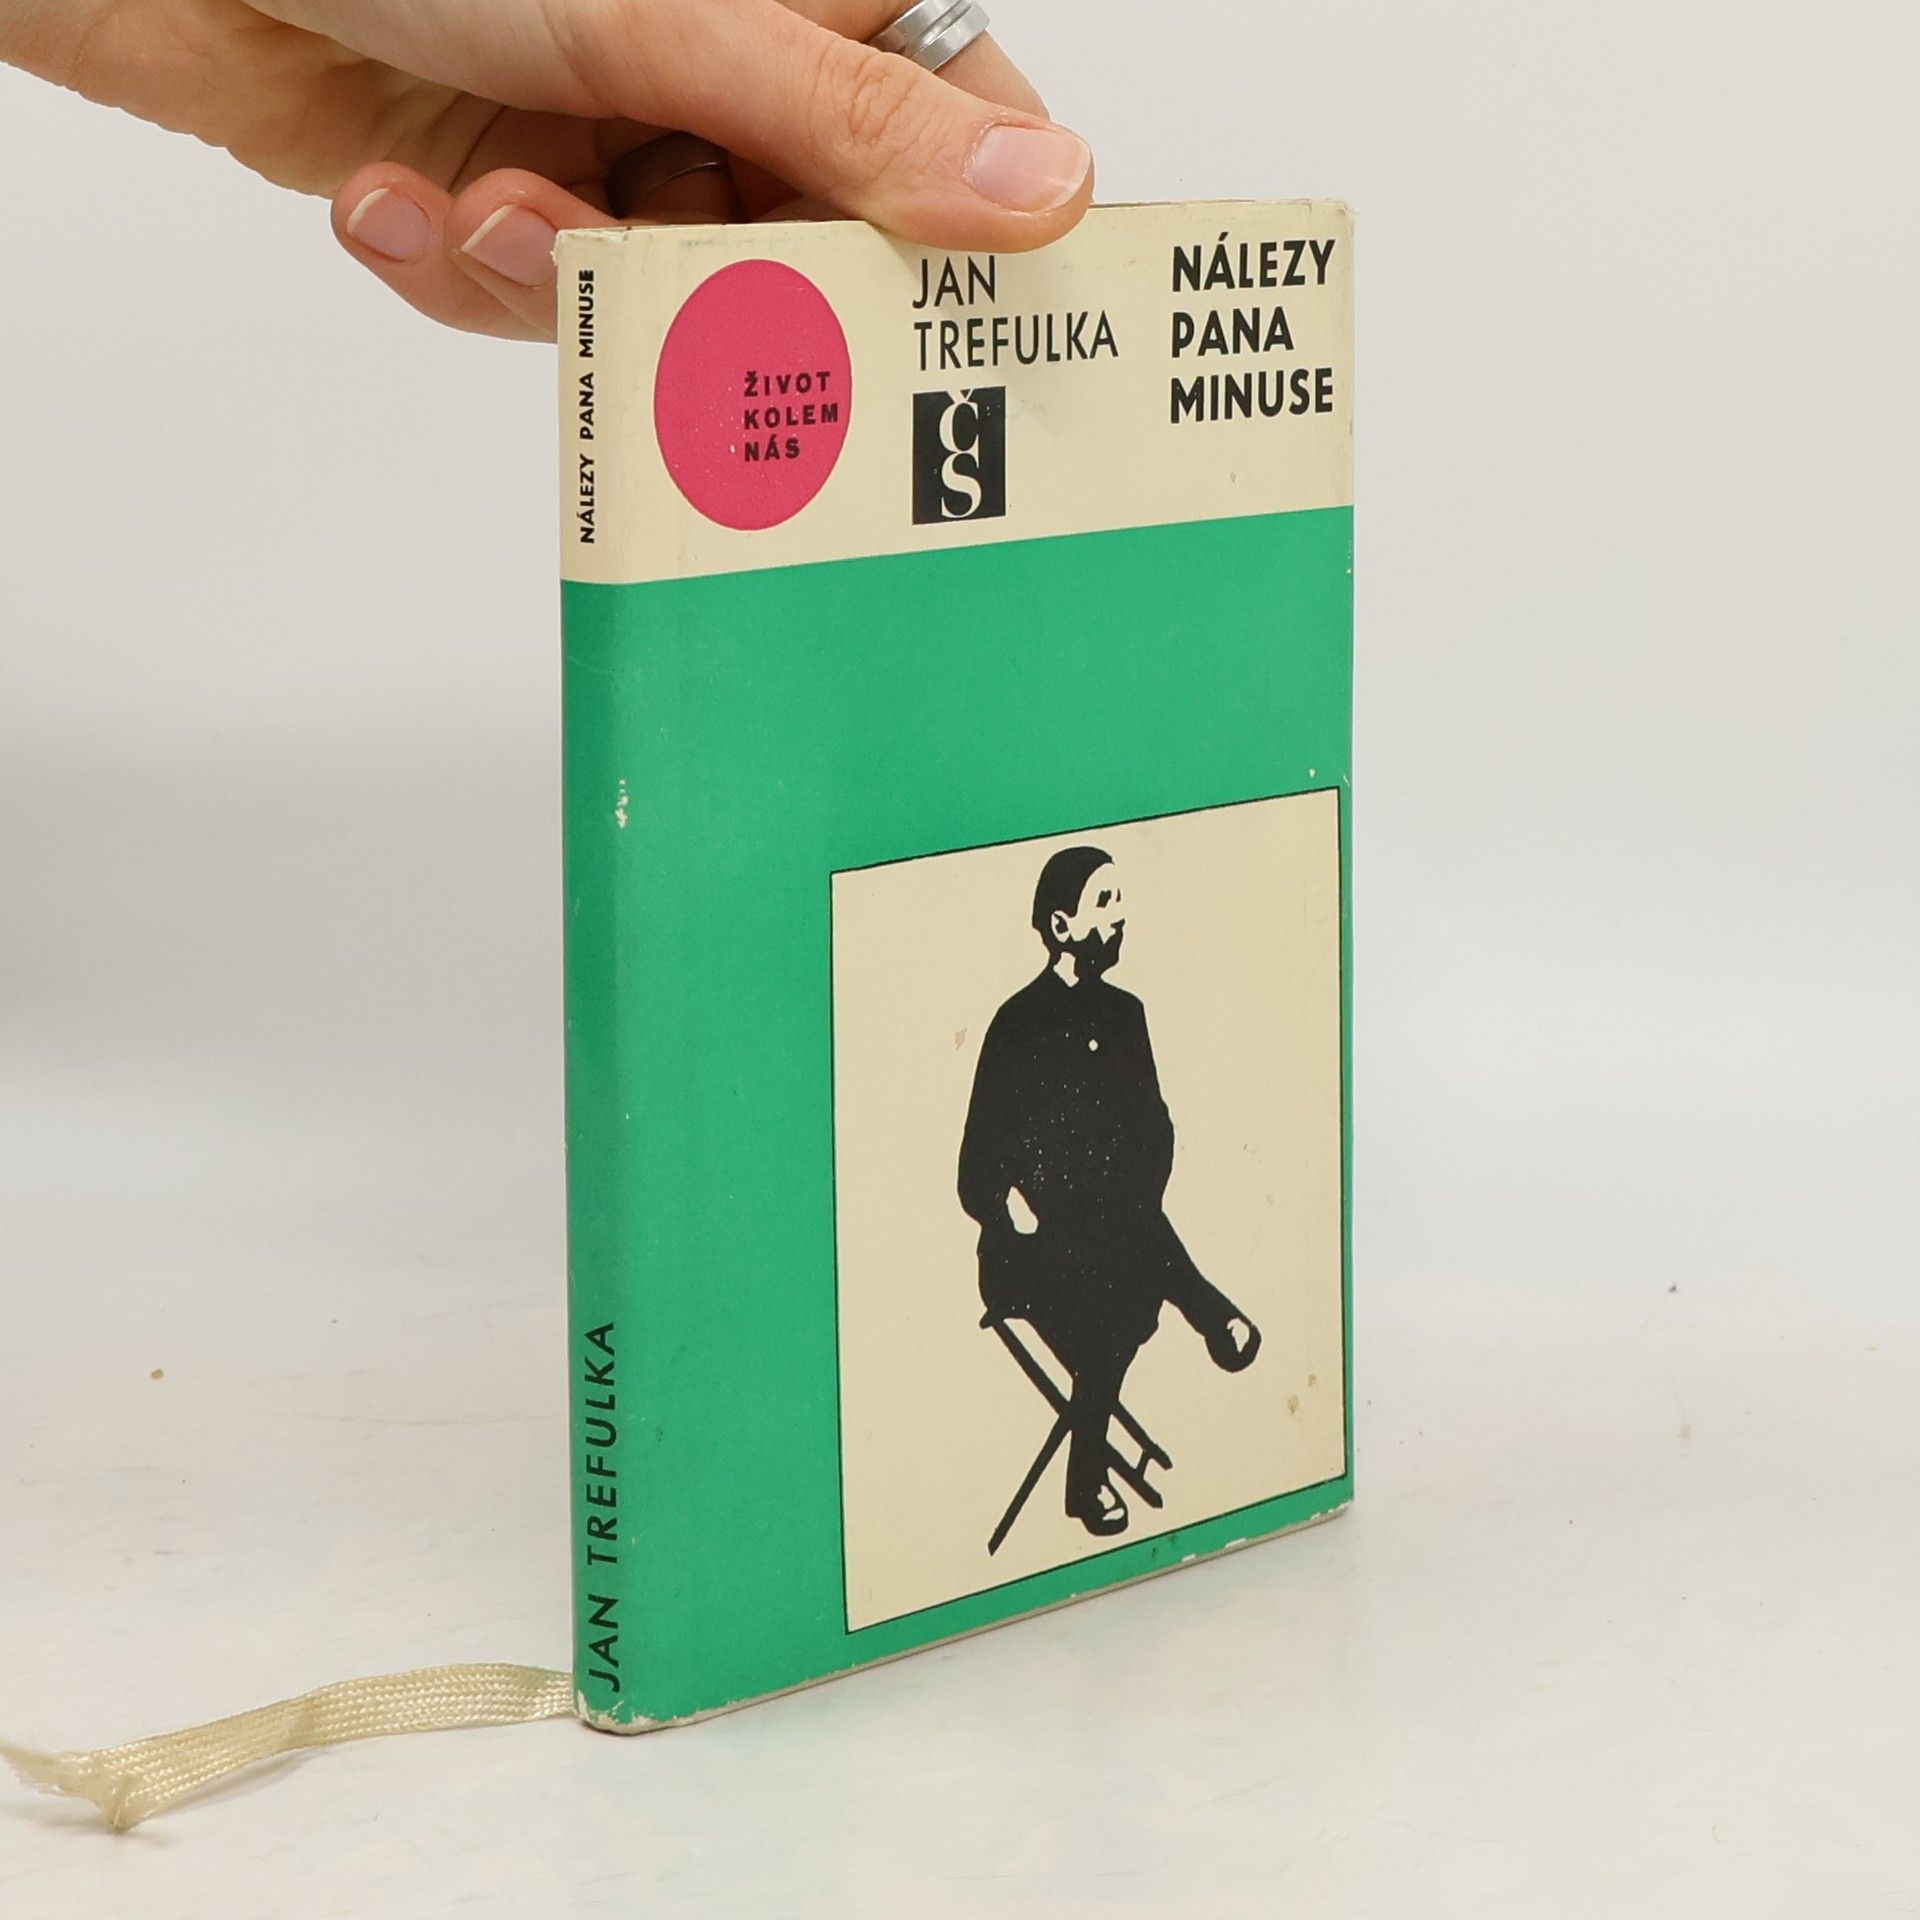 NÁLEZY PANA MINUSE
JAN TREFULKA
ŽIVOT
KOLEM
NÁS
JAN
TREFULKA
ČS
NÁLEZY
PANA
MINUSE